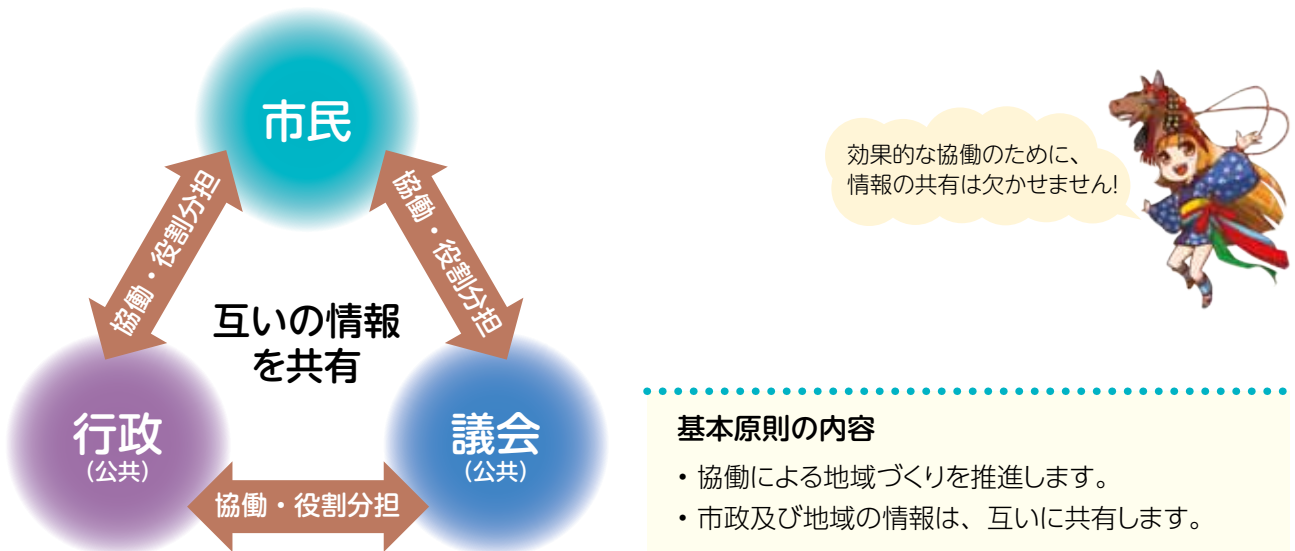 市民
協働・役割分担
協働・役割分担
互いの情報
を共有
行政
(公共)
議会
(公共)
協働・役割分担
効果的な協働のために、
情報の共有は欠かせません!
基本原則の内容
・協働による地域づくりを推進します。
・市政及び地域の情報は、互いに共有します。